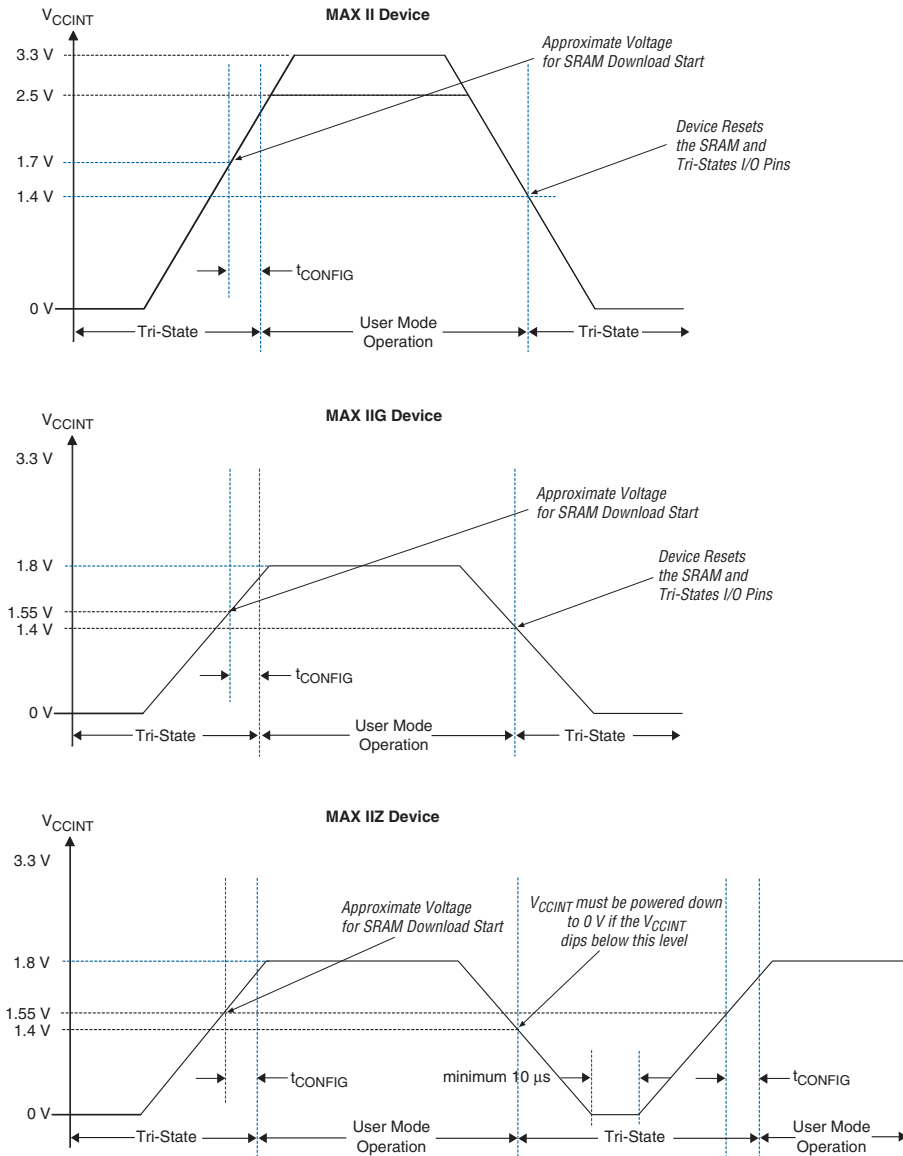 MAX II Device
VCCINT
3.3 V
2.5 V
1.7 V
1.4 V
0 V
Approximate Voltage
for SRAM Download Start
Device Resets
the SRAM and
Tri-States I/O Pins
tCONFIG
Tri-State
User Mode
Operation
Tri-State
MAX IIG Device
VCCINT
3.3 V
1.8 V
1.55 V
1.4 V
0 V
Approximate Voltage
for SRAM Download Start
Device Resets
the SRAM and
Tri-States I/O Pins
tCONFIG
Tri-State
User Mode
Operation
Tri-State
MAX IIZ Device
VCCINT
3.3 V
1.8 V
1.55 V
1.4 V
0 V
Approximate Voltage
for SRAM Download Start
VCCINT must be powered down
to 0 V if the VCCINT
dips below this level
tCONFIG
minimum 10 µs
tCONFIG
Tri-State
User Mode
Operation
Tri-State
User Mode
Operation